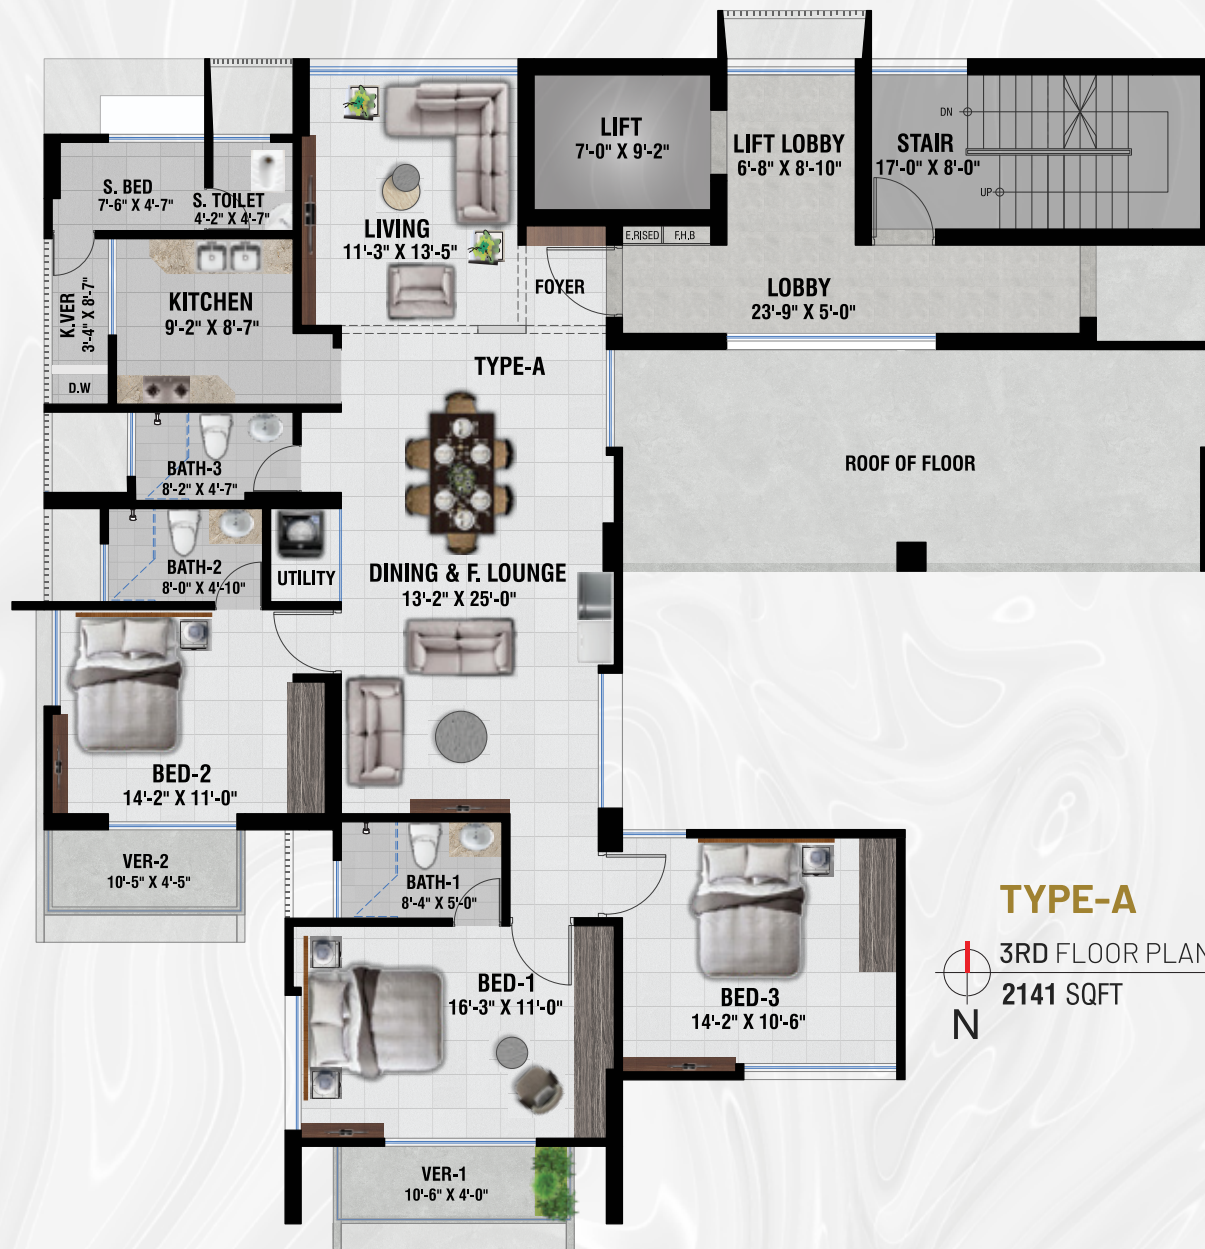 LIFT
7'-0" X 9'-2"
LIFT LOBBY
6'-8" X 8'-10"
DN
STAIR
17'-0" X 8'-0"
UP
S. BED
7'-6" X 4'-7"
S. TOILET
4'-2" X 4'-7"
LIVING
11'-3" X 13'-5"
E.RISED
F.H.B
FOYER
LOBBY
23'-9" X 5'-0"
K.VER
3'-4" X 8'-7"
KITCHEN
9'-2" X 8'-7"
D.W
TYPE-A
ROOF OF FLOOR
BATH-3
8'-2" X 4'-7"
BATH-2
8'-0" X 4'-10"
UTILITY
DINING & F. LOUNGE
13'-2" X 25'-0"
BED-2
14'-2" X 11'-0"
VER-2
10'-5" X 4'-5"
BATH-1
8'-4" X 5'-0"
BED-1
16'-3" X 11'-0"
BED-3
14'-2" X 10'-6"
VER-1
10'-6" X 4'-0"
TYPE-A
3RD FLOOR PLAN
2141 SQFT
N